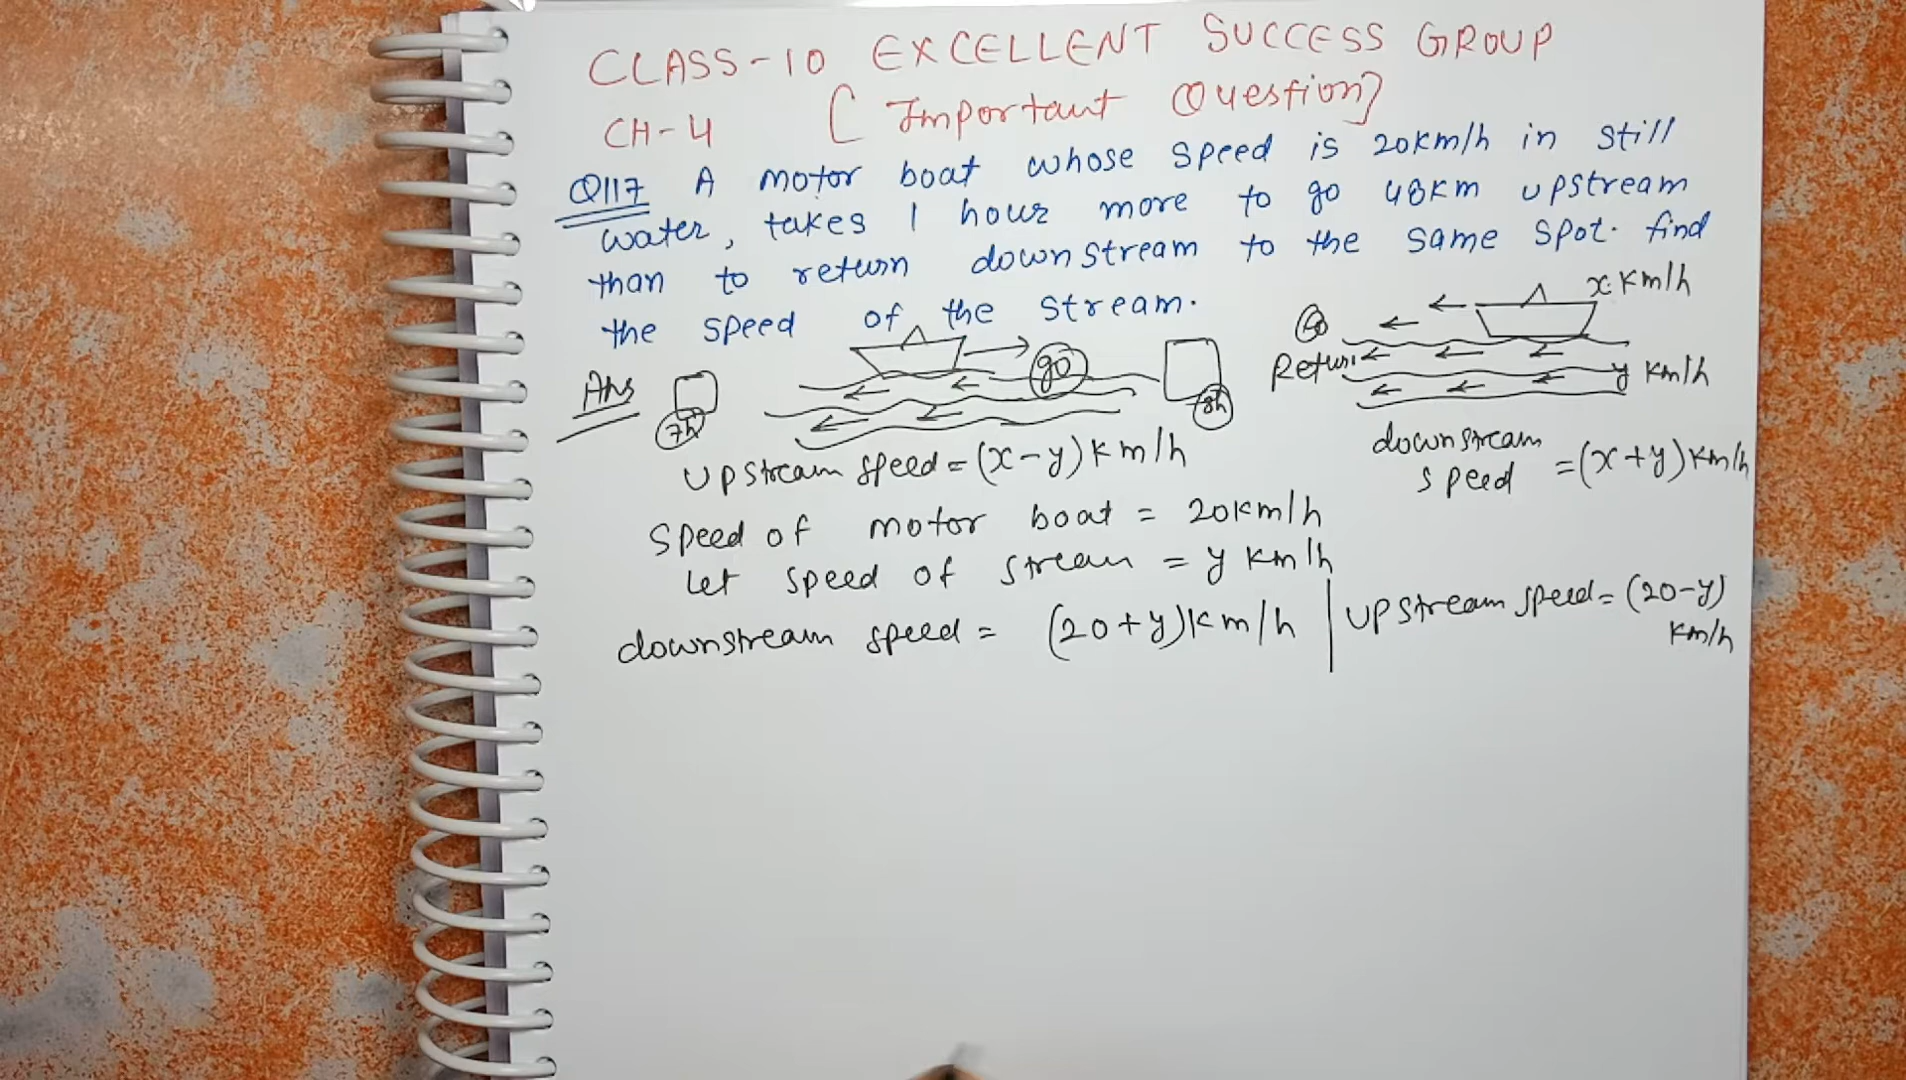 CLASS-10 EXCELLENT SUCCESS GROUP
CH-4 [Important Question]
Q117 A motor boat whose speed is 20km/h in still
water, takes 1 hour more to go 48km upstream
than to return downstream to the same spot. find
the speed of the stream.
x km/h
go
Return
y km/h
Ans
7h
8h
upstream speed = (x-y)km/h
downstream speed = (x+y)km/h
speed of motor boat = 20km/h
let speed of stream = y km/h
downstream speed = (20+y)km/h | upstream speed = (20-y)
km/h